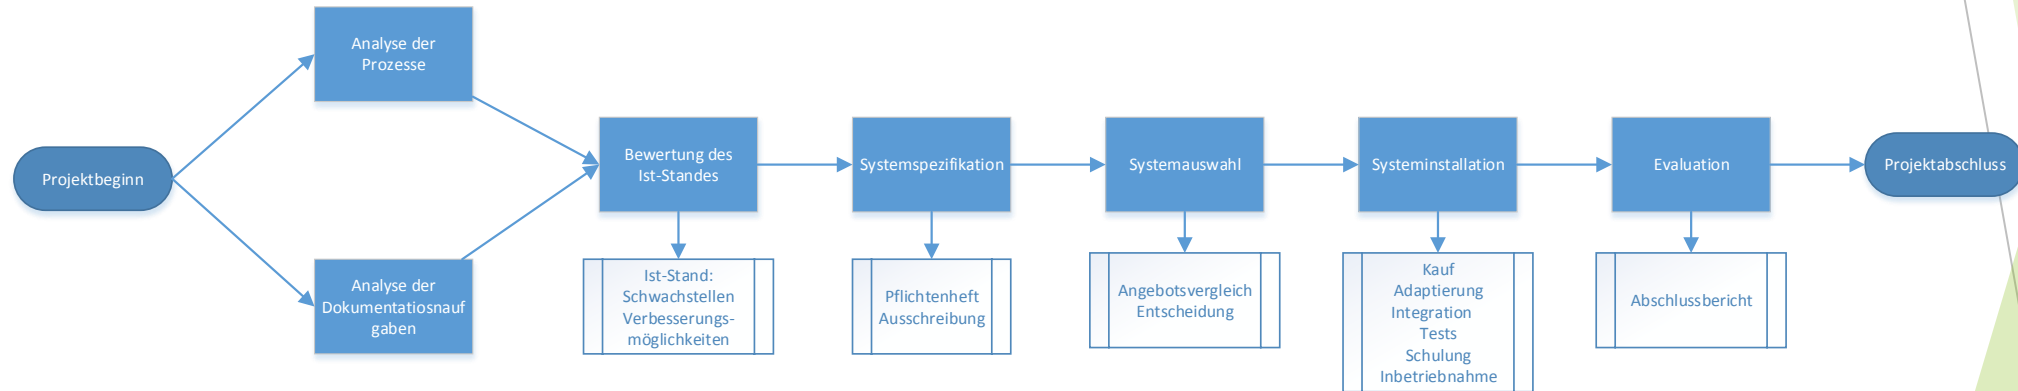 Projektbeginn
Analyse der
Prozesse
Analyse der
Dokumentatiosnauf
gaben
Bewertung des
Ist-Standes
Ist-Stand:
Schwachstellen
Verbesserungs-
möglichkeiten
Systemspezifikation
Pflichtenheft
Ausschreibung
Systemauswahl
Angebotsvergleich
Entscheidung
Systeminstallation
Kauf
Adaptierung
Integration
Tests
Schulung
Inbetriebnahme
Evaluation
Abschlussbericht
Projektabschluss